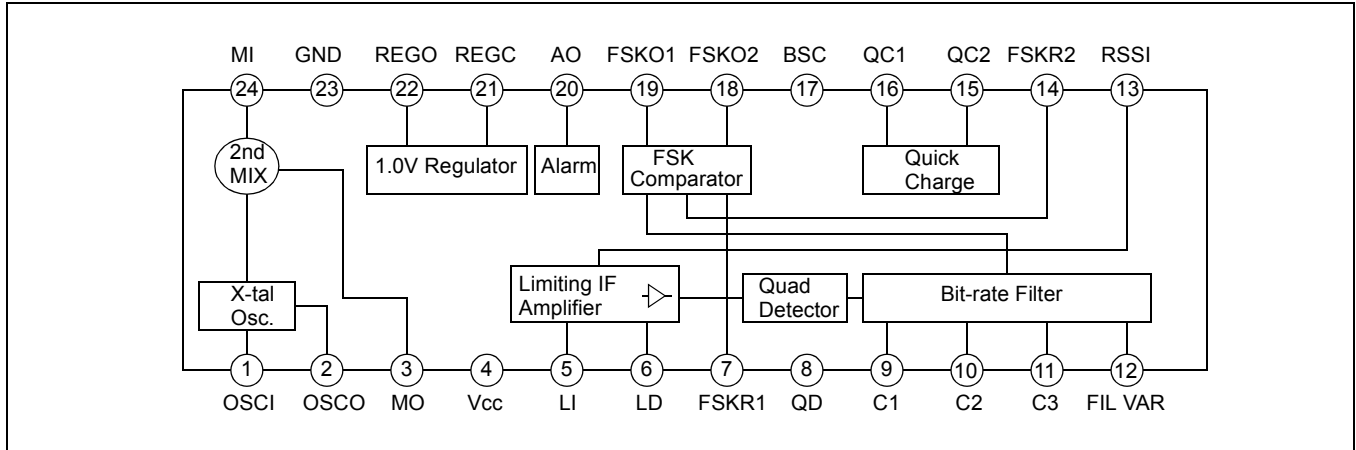 MI GND REGO REGC AO FSKO1 FSKO2 BSC QC1 QC2 FSKR2 RSSI
24 23 22 21 20 19 18 17 16 15 14 13
2nd
MIX
1.0V Regulator
Alarm
FSK
Comparator
Quick
Charge
X-tal
Osc.
Limiting IF
Amplifier
Quad
Detector
Bit-rate Filter
1 2 3 4 5 6 7 8 9 10 11 12
OSCI OSCO MO Vcc LI LD FSKR1 QD C1 C2 C3 FIL VAR